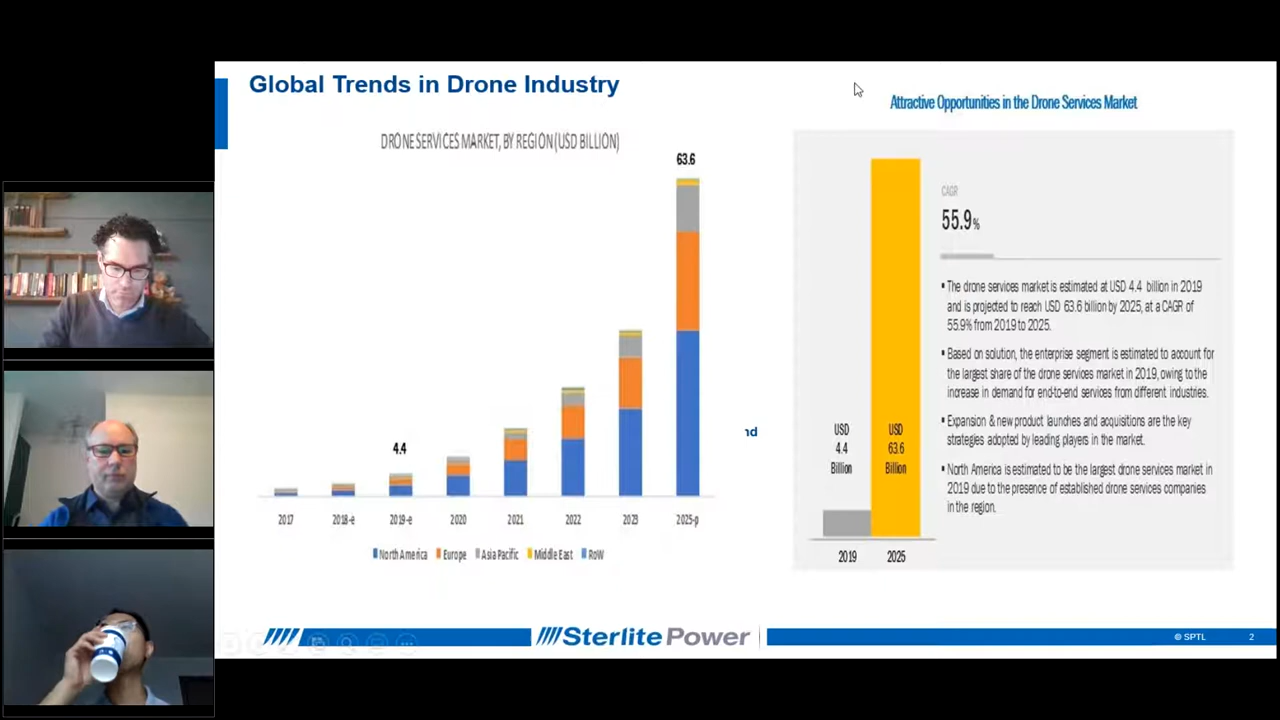 Global Trends in Drone Industry
DRONE SERVICES MARKET, BY REGION (USD BILLION)
63.6
4.4
2017
2018-e
2019-e
2020
2021
2022
2023
2025-p
North America
Europe
Asia Pacific
Middle East
RoW
nd
Attractive Opportunities in the Drone Services Market
CAGR
55.9%
USD
4.4
Billion
USD
63.6
Billion
2019
2025
▪ The drone services market is estimated at USD 4.4 billion in 2019
and is projected to reach USD 63.6 billion by 2025, at a CAGR of
55.9% from 2019 to 2025.
▪ Based on solution, the enterprise segment is estimated to account for
the largest share of the drone services market in 2019, owing to the
increase in demand for end-to-end services from different industries.
▪ Expansion & new product launches and acquisitions are the key
strategies adopted by leading players in the market.
▪ North America is estimated to be the largest drone services market in
2019 due to the presence of established drone services companies
in the region.
Sterlite Power
© SPTL
2